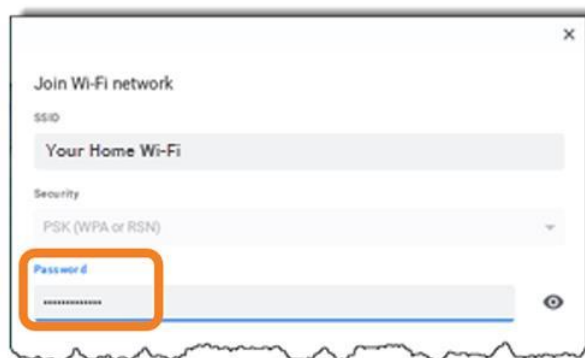 Join Wi-Fi network
SSID
Your Home Wi-Fi
Security
PSK (WPA or RSN)
Password
•••••••••••••